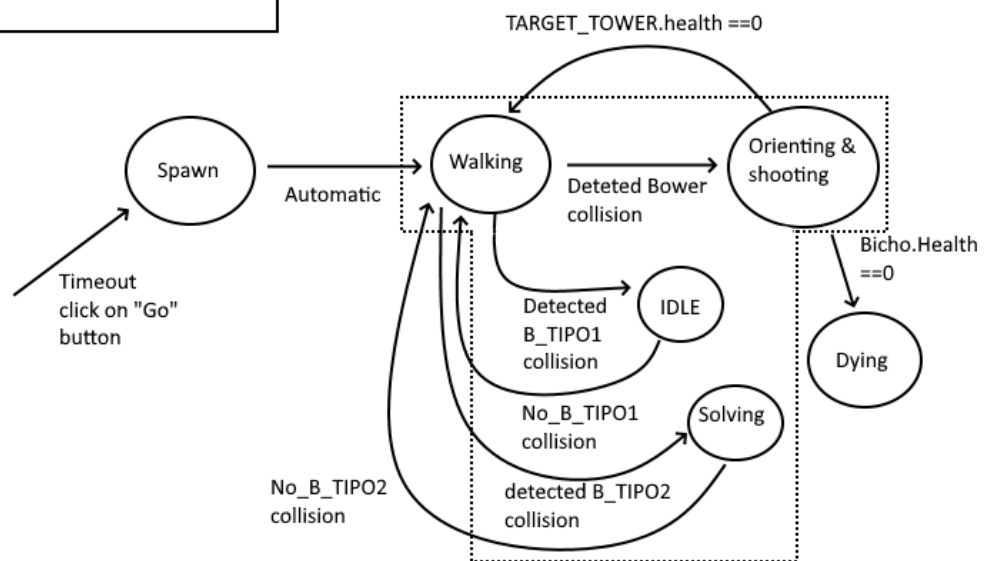 TARGET_TOWER.health ==0
Spawn
Automatic
Walking
Deteted Bower
collision
Orienting &
shooting
Timeout
click on "Go"
button
Bicho.Health
==0
Detected
B_TIPO1
collision
IDLE
Dying
No_B_TIPO1
collision
Solving
No_B_TIPO2
collision
detected B_TIPO2
collision